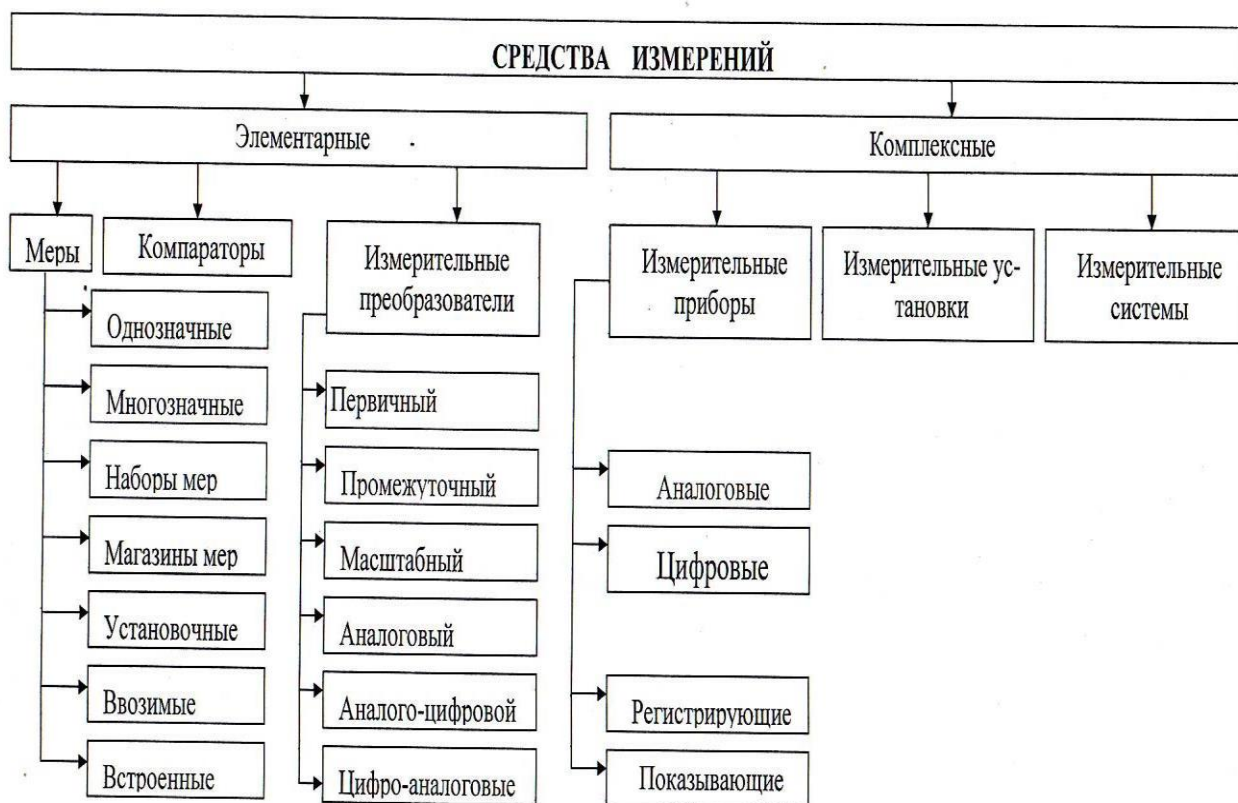 СРЕДСТВА ИЗМЕРЕНИЙ
Элементарные
Комплексные
Меры
Компараторы
Измерительные
преобразователи
Измерительные
приборы
Измерительные ус-
тановки
Измерительные
системы
Однозначные
Многозначные
Наборы мер
Магазины мер
Установочные
Ввозимые
Встроенные
Первичный
Промежуточный
Масштабный
Аналоговый
Аналого-цифровой
Цифро-аналоговые
Аналоговые
Цифровые
Регистрирующие
Показывающие